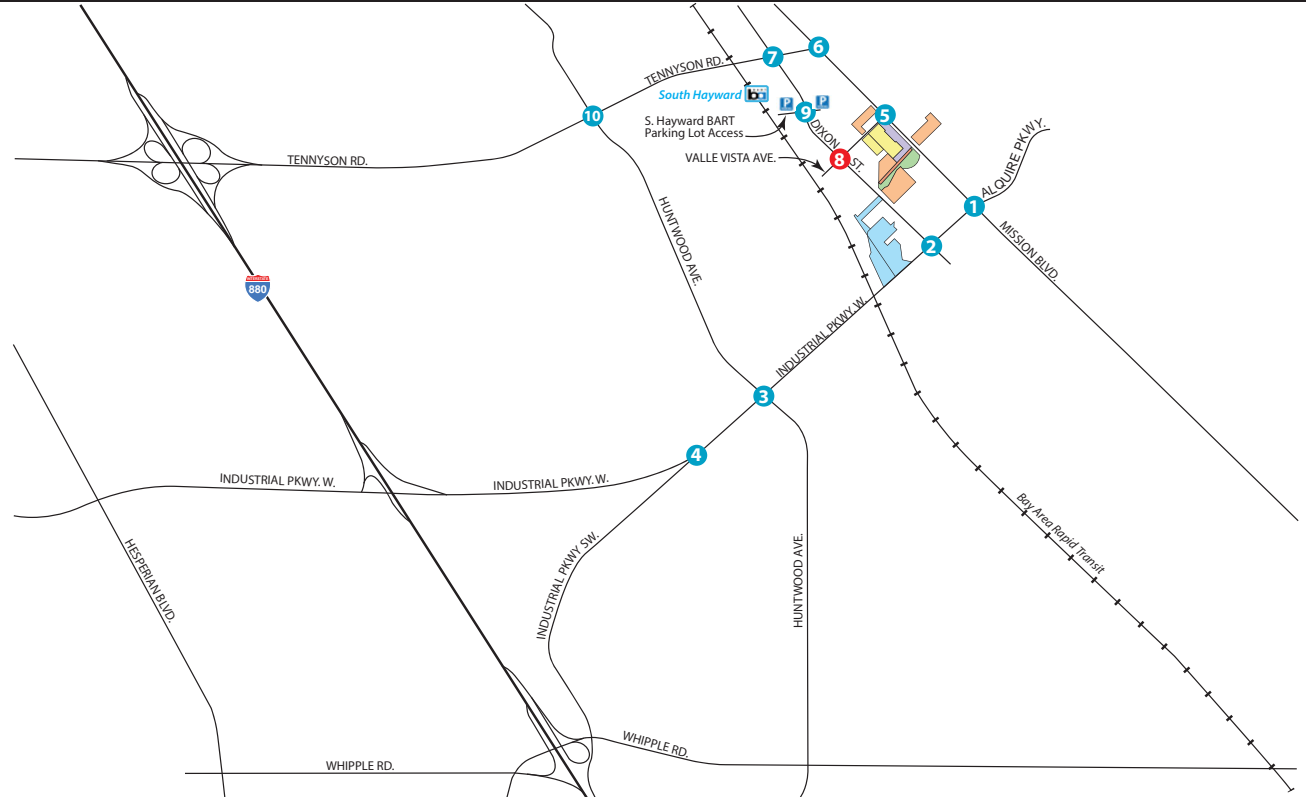 6
7
TENNYSON RD.
South Hayward
ba
P
P
9
5
10
S. Hayward BART
Parking Lot Access
DIXON ST.
ALQUIRE PKWY.
TENNYSON RD.
VALLE VISTA AVE.
8
1
HUNTWOOD AVE.
MISSION BLVD.
2
880
INDUSTRIAL PKWY. W.
3
4
INDUSTRIAL PKWY. W.
INDUSTRIAL PKWY. W.
Bay Area Rapid Transit
HESPERIAN BLVD.
INDUSTRIAL PKWY SW.
HUNTWOOD AVE.
WHIPPLE RD.
WHIPPLE RD.